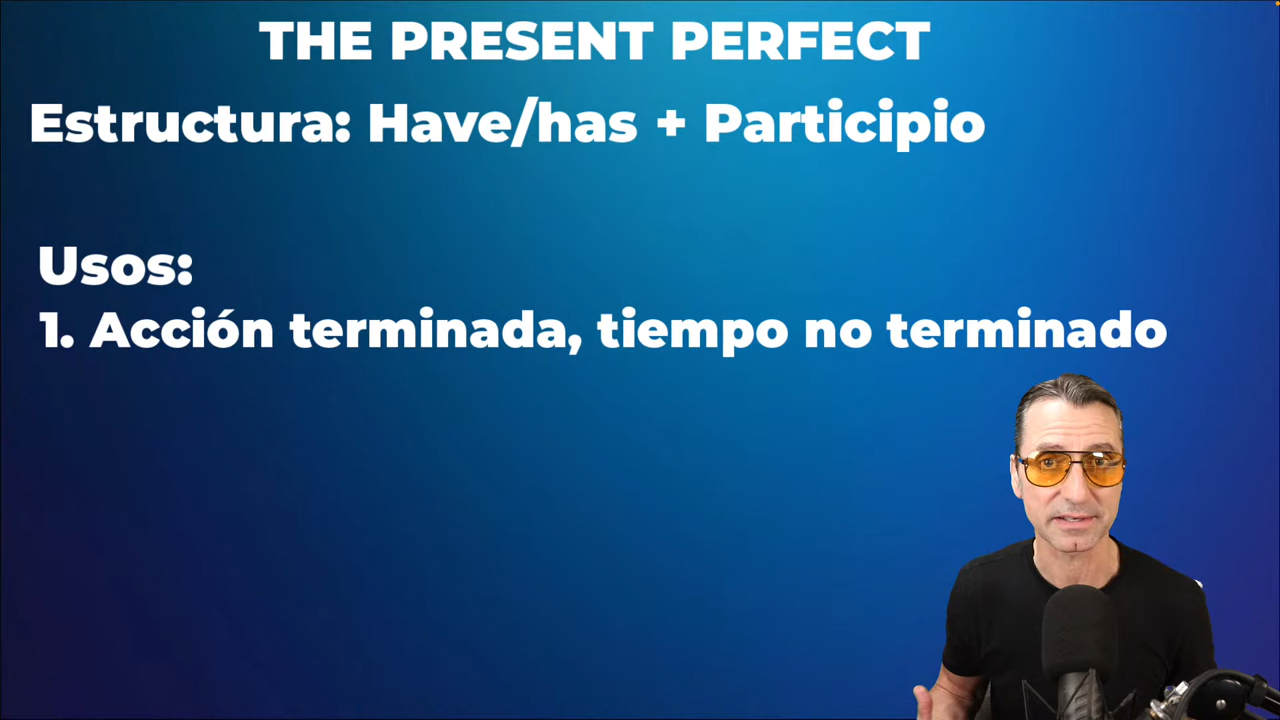 THE PRESENT PERFECT
Estructura: Have/has + Participio
Usos:
1. Acción terminada, tiempo no terminado